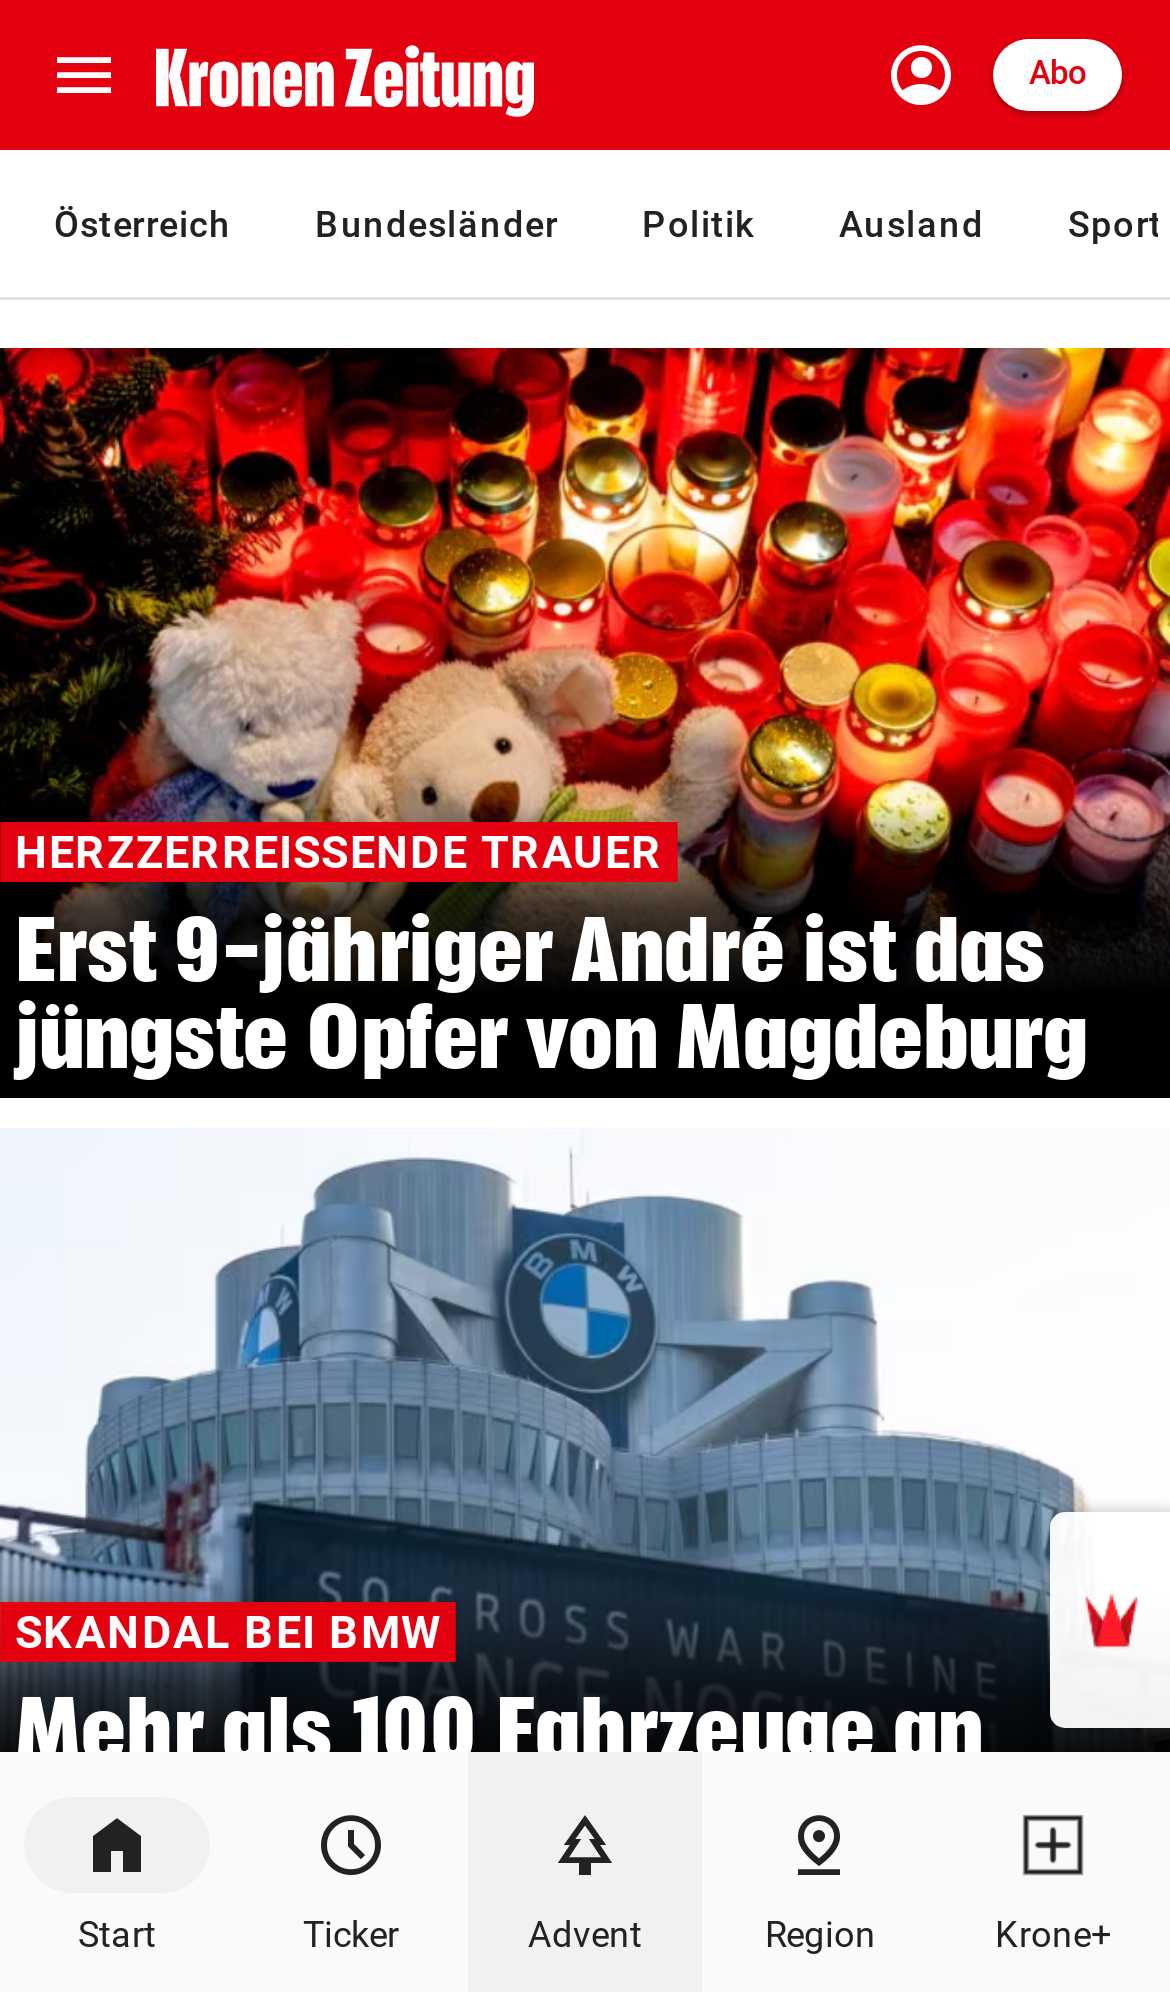 Kronen Zeitung
Abo
Österreich Bundesländer Politik Ausland Sport
HERZZERREISSENDE TRAUER
Erst 9-jähriger André ist das
jüngste Opfer von Magdeburg
BMW
BMW
SO GROSS WAR DEINE
CHANCE NOCH
SKANDAL BEI BMW
Mehr als 100 Fahrzeuge an
Start Ticker Advent Region Krone+